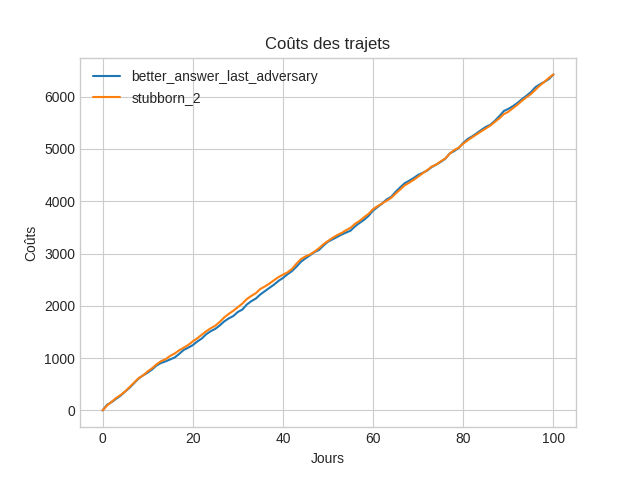 Coûts des trajets
better_answer_last_adversary
stubborn_2
6000
5000
4000
3000
2000
1000
0
Coûts
0 20 40 60 80 100
Jours